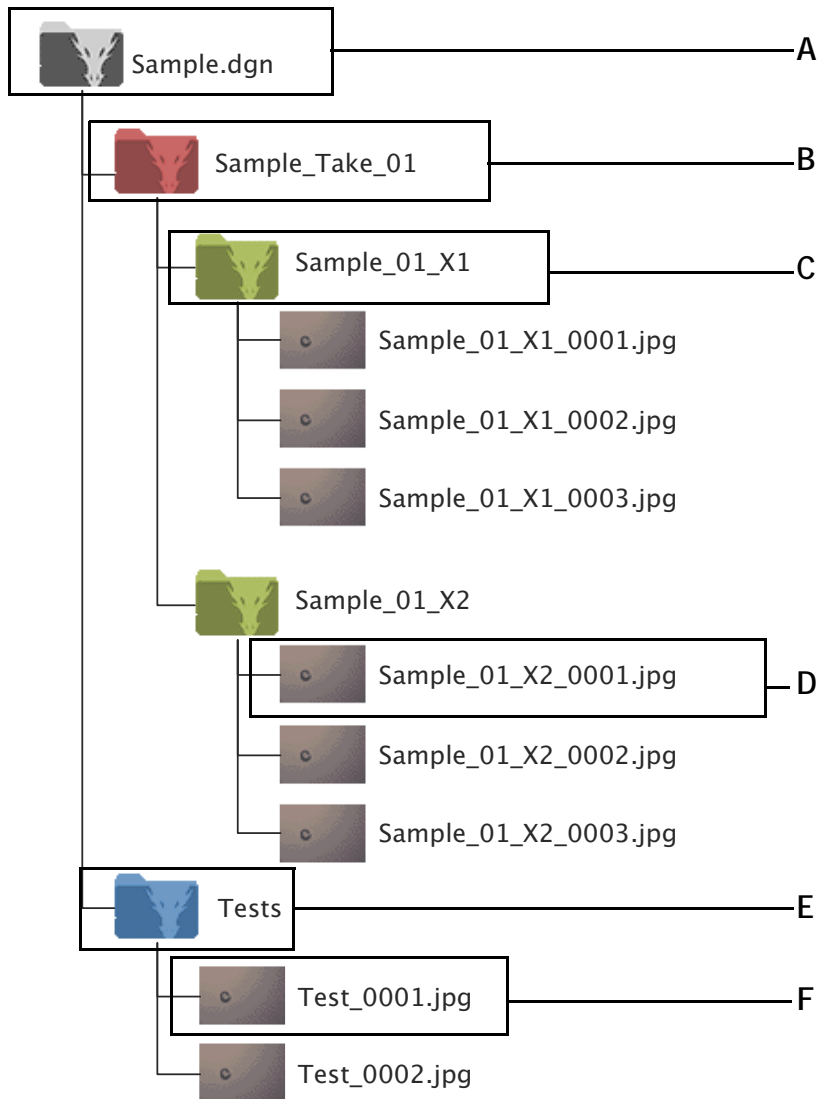 Sample.dgn
A
Sample_Take_01
B
Sample_01_X1
C
Sample_01_X1_0001.jpg
Sample_01_X1_0002.jpg
Sample_01_X1_0003.jpg
Sample_01_X2
Sample_01_X2_0001.jpg
D
Sample_01_X2_0002.jpg
Sample_01_X2_0003.jpg
Tests
E
Test_0001.jpg
F
Test_0002.jpg